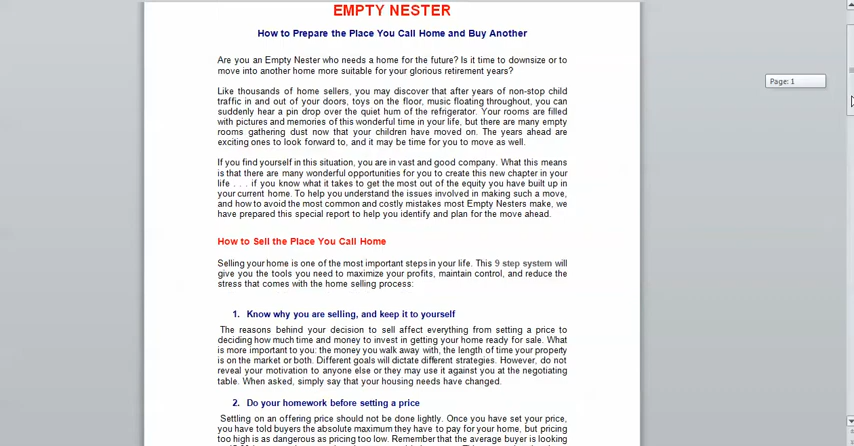 EMPTY NESTER
How to Prepare the Place You Call Home and Buy Another
Are you an Empty Nester who needs a home for the future? Is it time to downsize or to
move into another home more suitable for your glorious retirement years?
Like thousands of home sellers, you may discover that after years of non-stop child
traffic in and out of your doors, toys on the floor, music floating throughout, you can
suddenly hear a pin drop over the quiet hum of the refrigerator. Your rooms are filled
with pictures and memories of this wonderful time in your life, but there are many empty
rooms gathering dust now that your children have moved on. The years ahead are
exciting ones to look forward to, and it may be time for you to move as well.
If you find yourself in this situation, you are in vast and good company. What this means
is that there are many wonderful opportunities for you to create this new chapter in your
life . . . if you know what it takes to get the most out of the equity you have built up in
your current home. To help you understand the issues involved in making such a move,
and how to avoid the most common and costly mistakes most Empty Nesters make, we
have prepared this special report to help you identify and plan for the move ahead.
How to Sell the Place You Call Home
Selling your home is one of the most important steps in your life. This 9 step system will
give you the tools you need to maximize your profits, maintain control, and reduce the
stress that comes with the home selling process:
1. Know why you are selling, and keep it to yourself
The reasons behind your decision to sell affect everything from setting a price to
deciding how much time and money to invest in getting your home ready for sale. What
is more important to you: the money you walk away with, the length of time your property
is on the market or both. Different goals will dictate different strategies. However, do not
reveal your motivation to anyone else or they may use it against you at the negotiating
table. When asked, simply say that your housing needs have changed.
2. Do your homework before setting a price
Settling on an offering price should not be done lightly. Once you have set your price,
you have told buyers the absolute maximum they have to pay for your home, but pricing
too high is as dangerous as pricing too low. Remember that the average buyer is looking
Page: 1